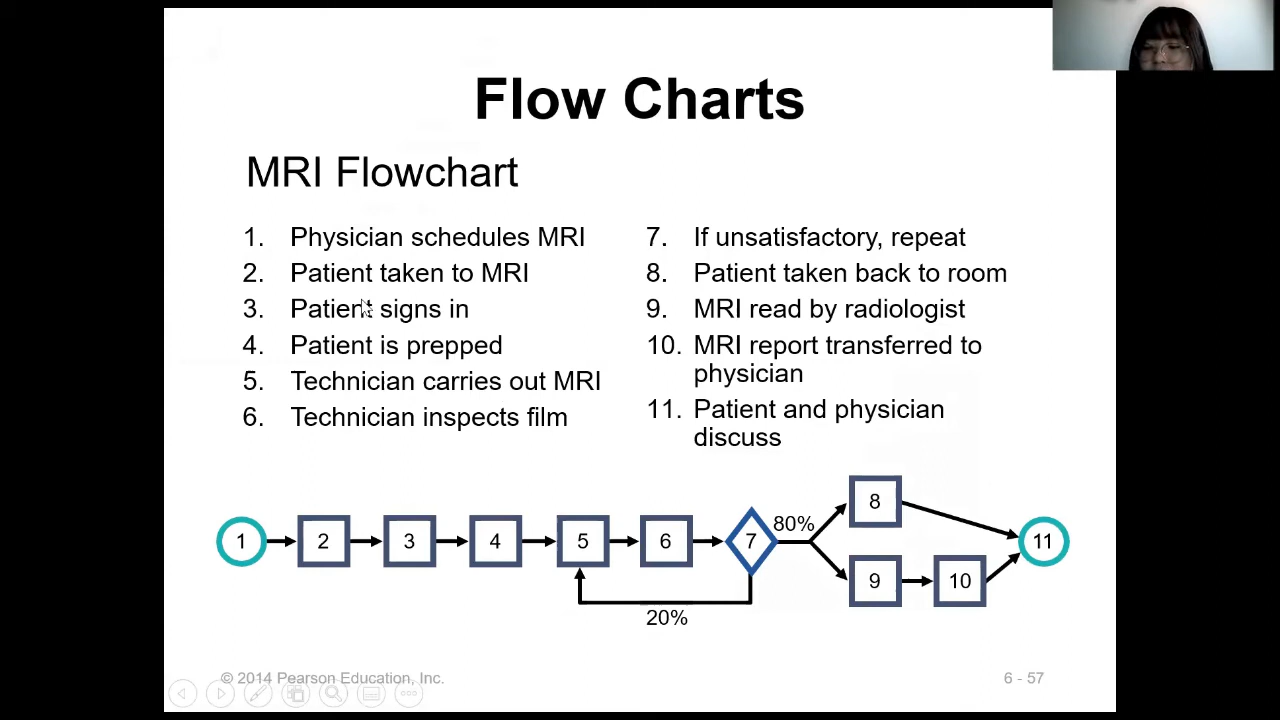 Flow Charts
MRI Flowchart
1. Physician schedules MRI
2. Patient taken to MRI
3. Patient signs in
4. Patient is prepped
5. Technician carries out MRI
6. Technician inspects film
7. If unsatisfactory, repeat
8. Patient taken back to room
9. MRI read by radiologist
10. MRI report transferred to
physician
11. Patient and physician
discuss
1 2 3 4 5 6 7 80% 8 9 10 11
20%
© 2014 Pearson Education, Inc.
6 - 57